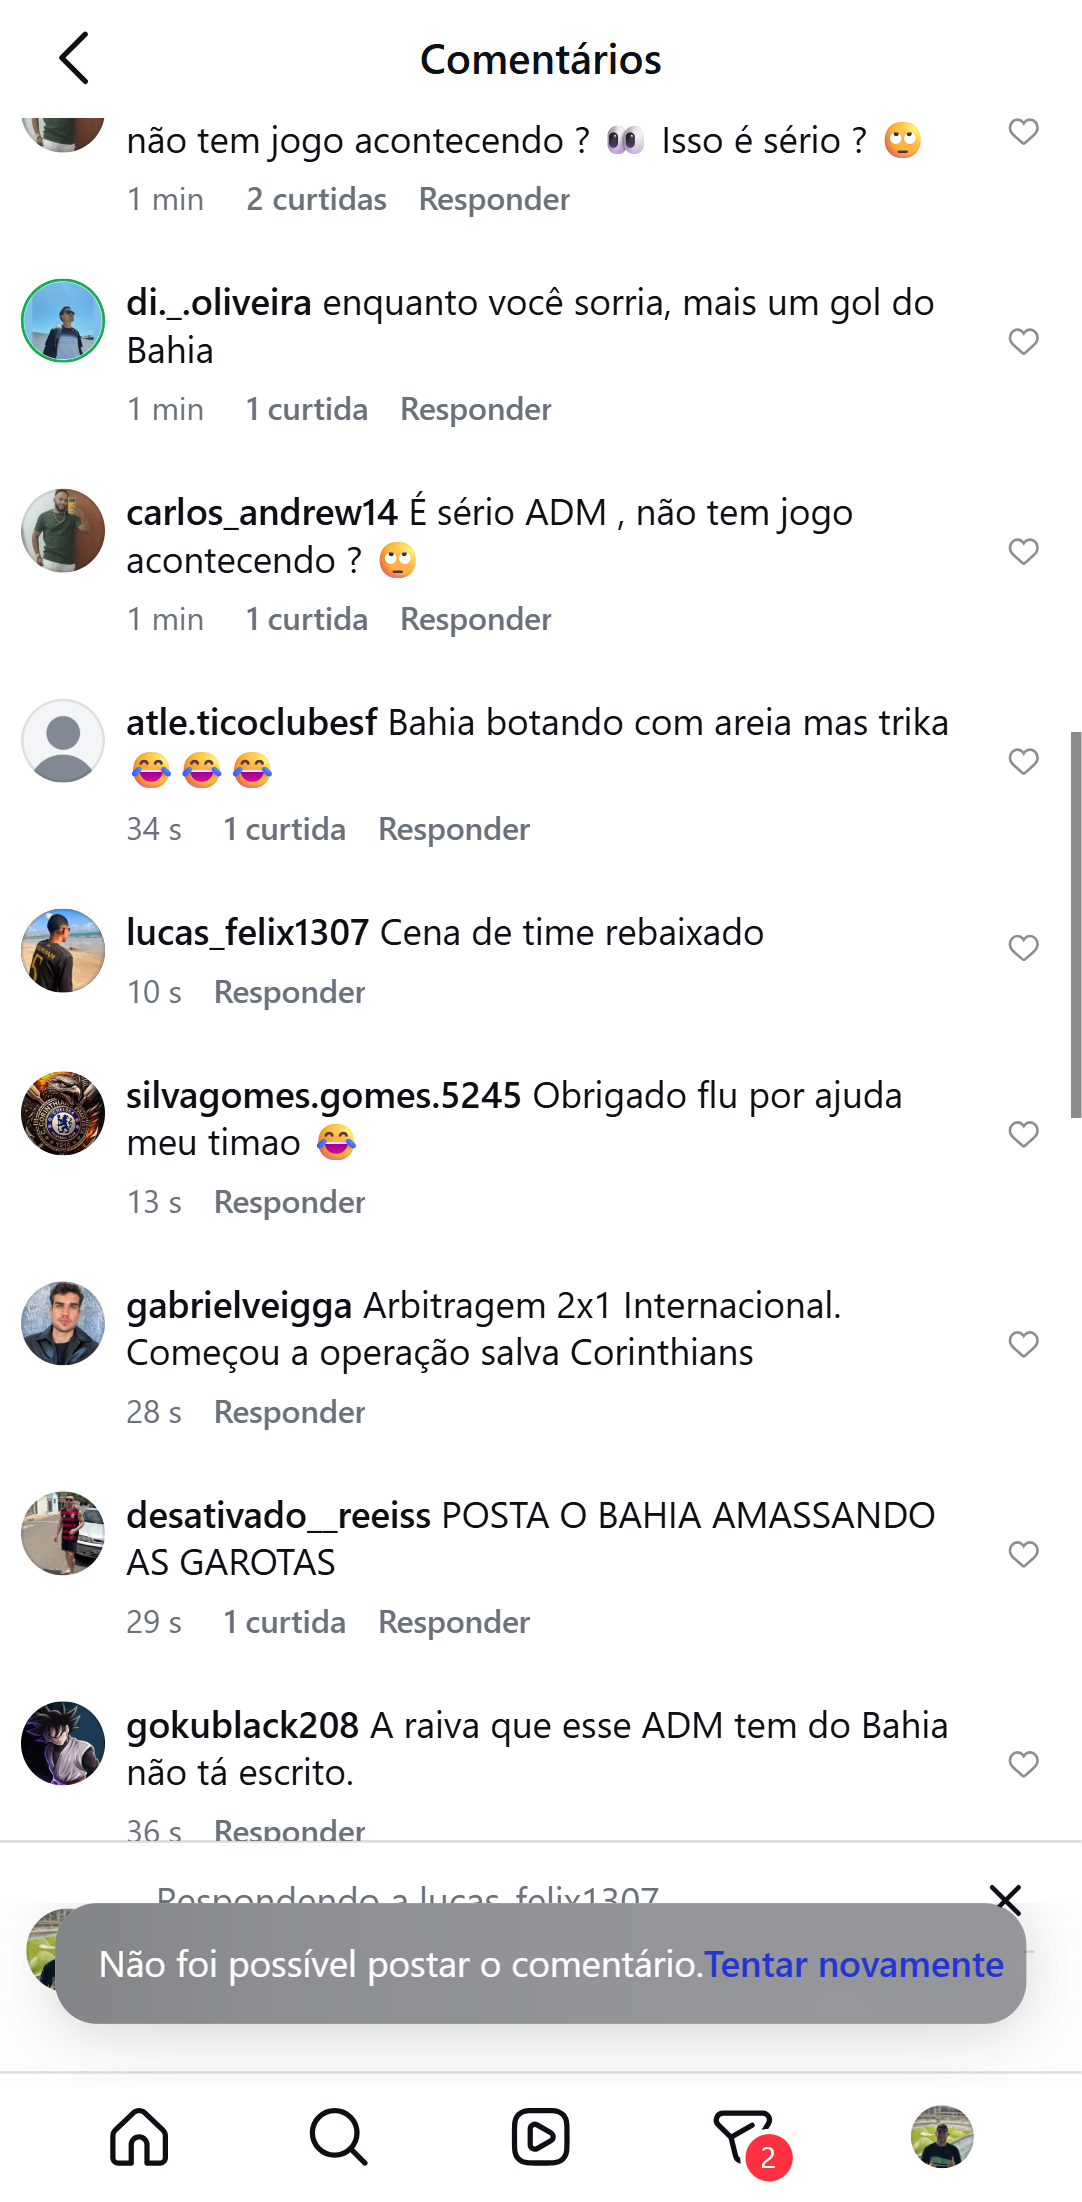 Comentários
não tem jogo acontecendo ? 👀 Isso é sério ? 🙄
1 min 2 curtidas Responder
di._.oliveira enquanto você sorria, mais um gol do
Bahia
1 min 1 curtida Responder
carlos_andrew14 É sério ADM , não tem jogo
acontecendo ? 🙄
1 min 1 curtida Responder
atle.ticoclubesf Bahia botando com areia mas trika
😂😂😂
34 s 1 curtida Responder
lucas_felix1307 Cena de time rebaixado
10 s Responder
silvagomes.gomes.5245 Obrigado flu por ajuda
meu timao 😂
13 s Responder
gabrielveigga Arbitragem 2x1 Internacional.
Começou a operação salva Corinthians
28 s Responder
desativado__reeiss POSTA O BAHIA AMASSANDO
AS GAROTAS
29 s 1 curtida Responder
gokublack208 A raiva que esse ADM tem do Bahia
não tá escrito.
36 s Responder
Respondendo a lucas_felix1307
Não foi possível postar o comentário.Tentar novamente
2